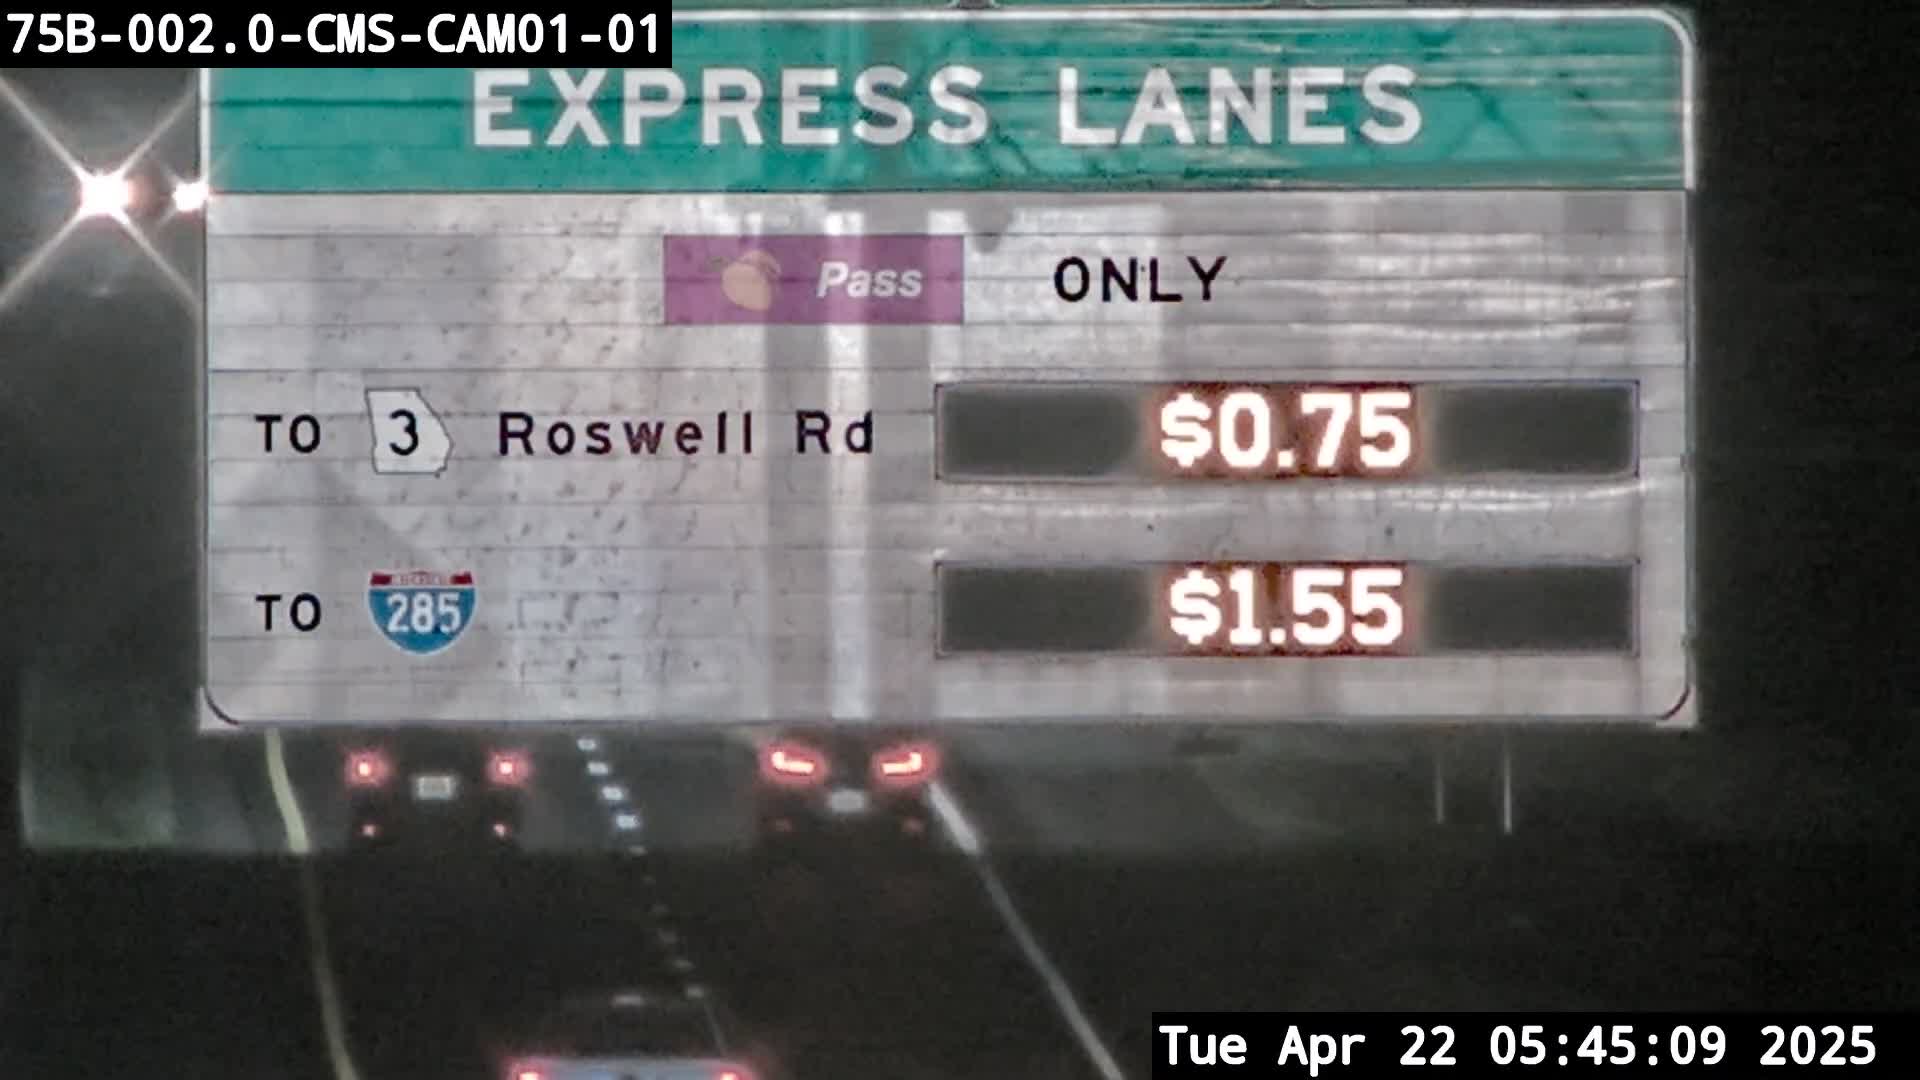 75B-002.0-CMS-CAM01-01
EXPRESS LANES
Pass ONLY
TO 3 Roswell Rd $0.75
TO 285 $1.55
Tue Apr 22 05:45:09 2025